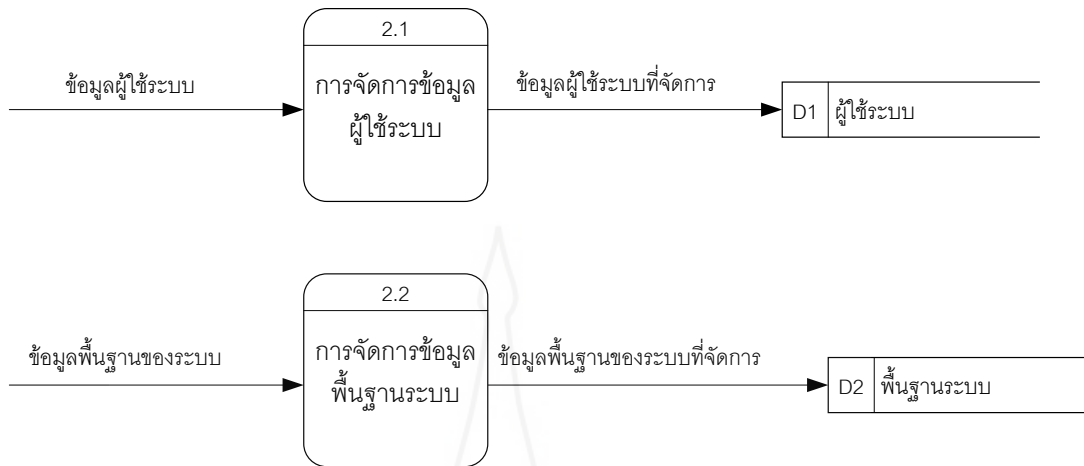 2.1
ข้อมูลผู้ใช้ระบบ
การจัดการข้อมูล
ผู้ใช้ระบบ
ข้อมูลผู้ใช้ระบบที่จัดการ
D1 ผู้ใช้ระบบ
2.2
ข้อมูลพื้นฐานของระบบ
การจัดการข้อมูล
พื้นฐานระบบ
ข้อมูลพื้นฐานของระบบที่จัดการ
D2 พื้นฐานระบบ